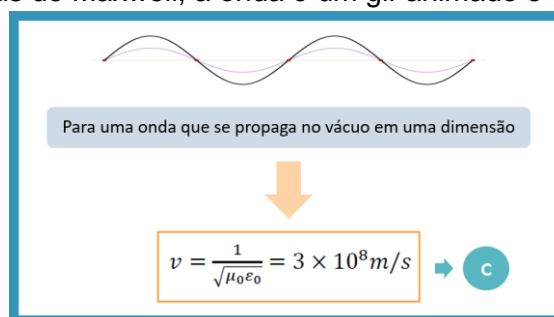 Para uma onda que se propaga no vácuo em uma dimensão
v = 1/√μ₀ε₀ = 3 × 10⁸m/s
C